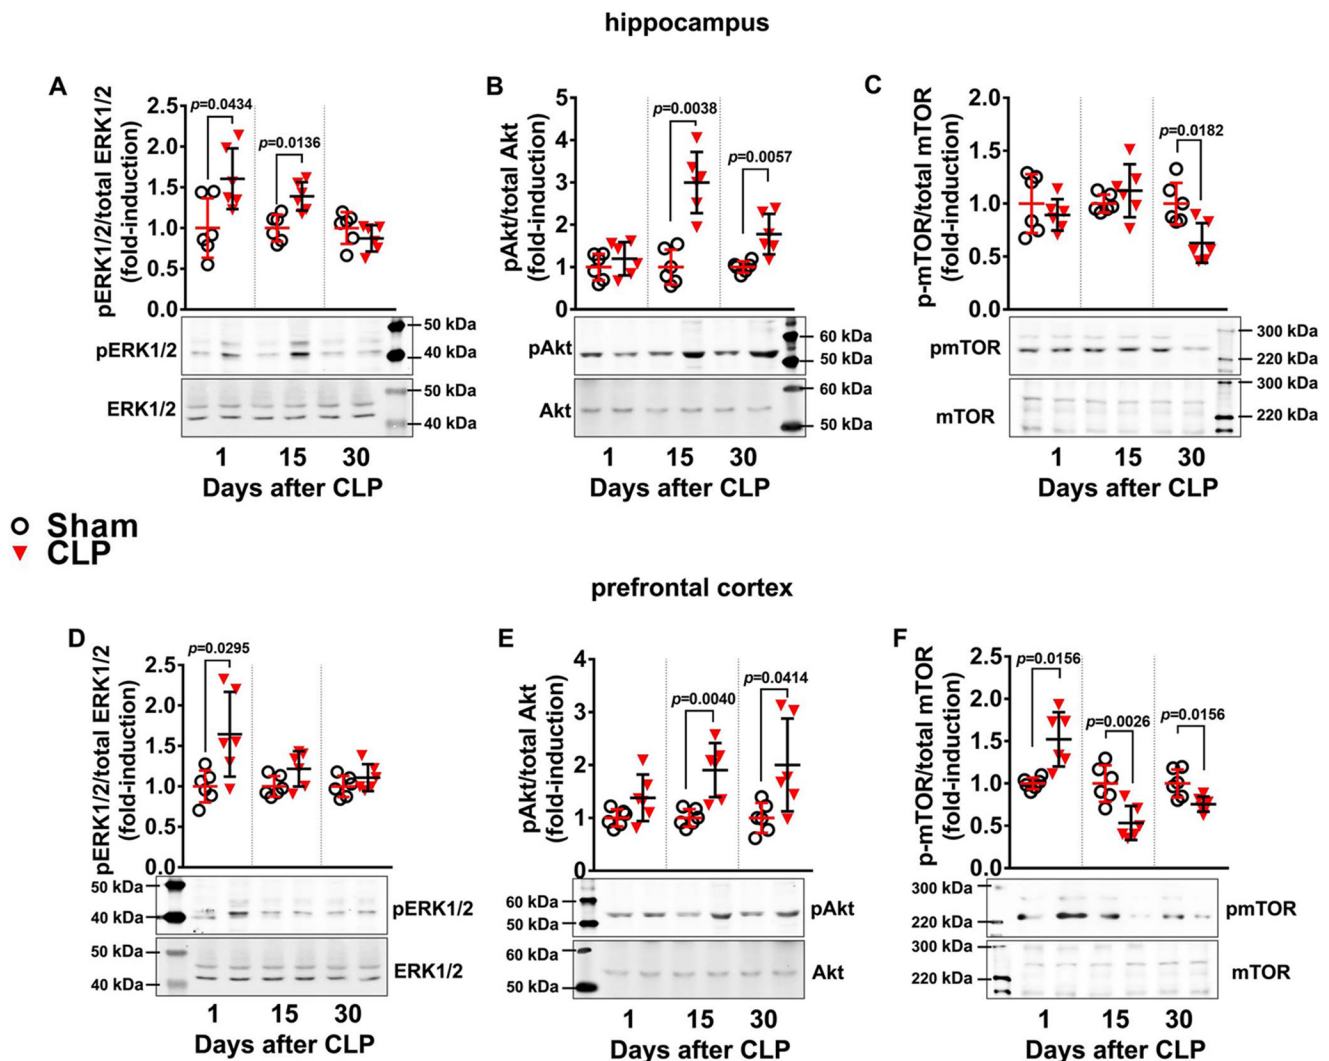 hippocampus
A
pERK1/2/total ERK1/2
(fold-induction)
2.5
2.0
1.5
1.0
0.5
0.0
p=0.0434
p=0.0136
pERK1/2
50 kDa
40 kDa
ERK1/2
50 kDa
40 kDa
1 15 30
Days after CLP
B
pAkt/total Akt
(fold-induction)
5
4
3
2
1
0
p=0.0038
p=0.0057
pAkt
60 kDa
50 kDa
Akt
60 kDa
50 kDa
1 15 30
Days after CLP
C
p-mTOR/total mTOR
(fold-induction)
2.0
1.5
1.0
0.5
0.0
p=0.0182
pmTOR
300 kDa
220 kDa
mTOR
300 kDa
220 kDa
1 15 30
Days after CLP
Sham
CLP
prefrontal cortex
D
pERK1/2/total ERK1/2
(fold-induction)
2.5
2.0
1.5
1.0
0.5
0.0
p=0.0295
50 kDa
40 kDa
pERK1/2
50 kDa
40 kDa
ERK1/2
1 15 30
Days after CLP
E
pAkt/total Akt
(fold-induction)
4
3
2
1
0
p=0.0040
p=0.0414
60 kDa
50 kDa
pAkt
60 kDa
50 kDa
Akt
1 15 30
Days after CLP
F
p-mTOR/total mTOR
(fold-induction)
2.5
2.0
1.5
1.0
0.5
0.0
p=0.0156
p=0.0026
p=0.0156
300 kDa
220 kDa
pmTOR
300 kDa
220 kDa
mTOR
1 15 30
Days after CLP